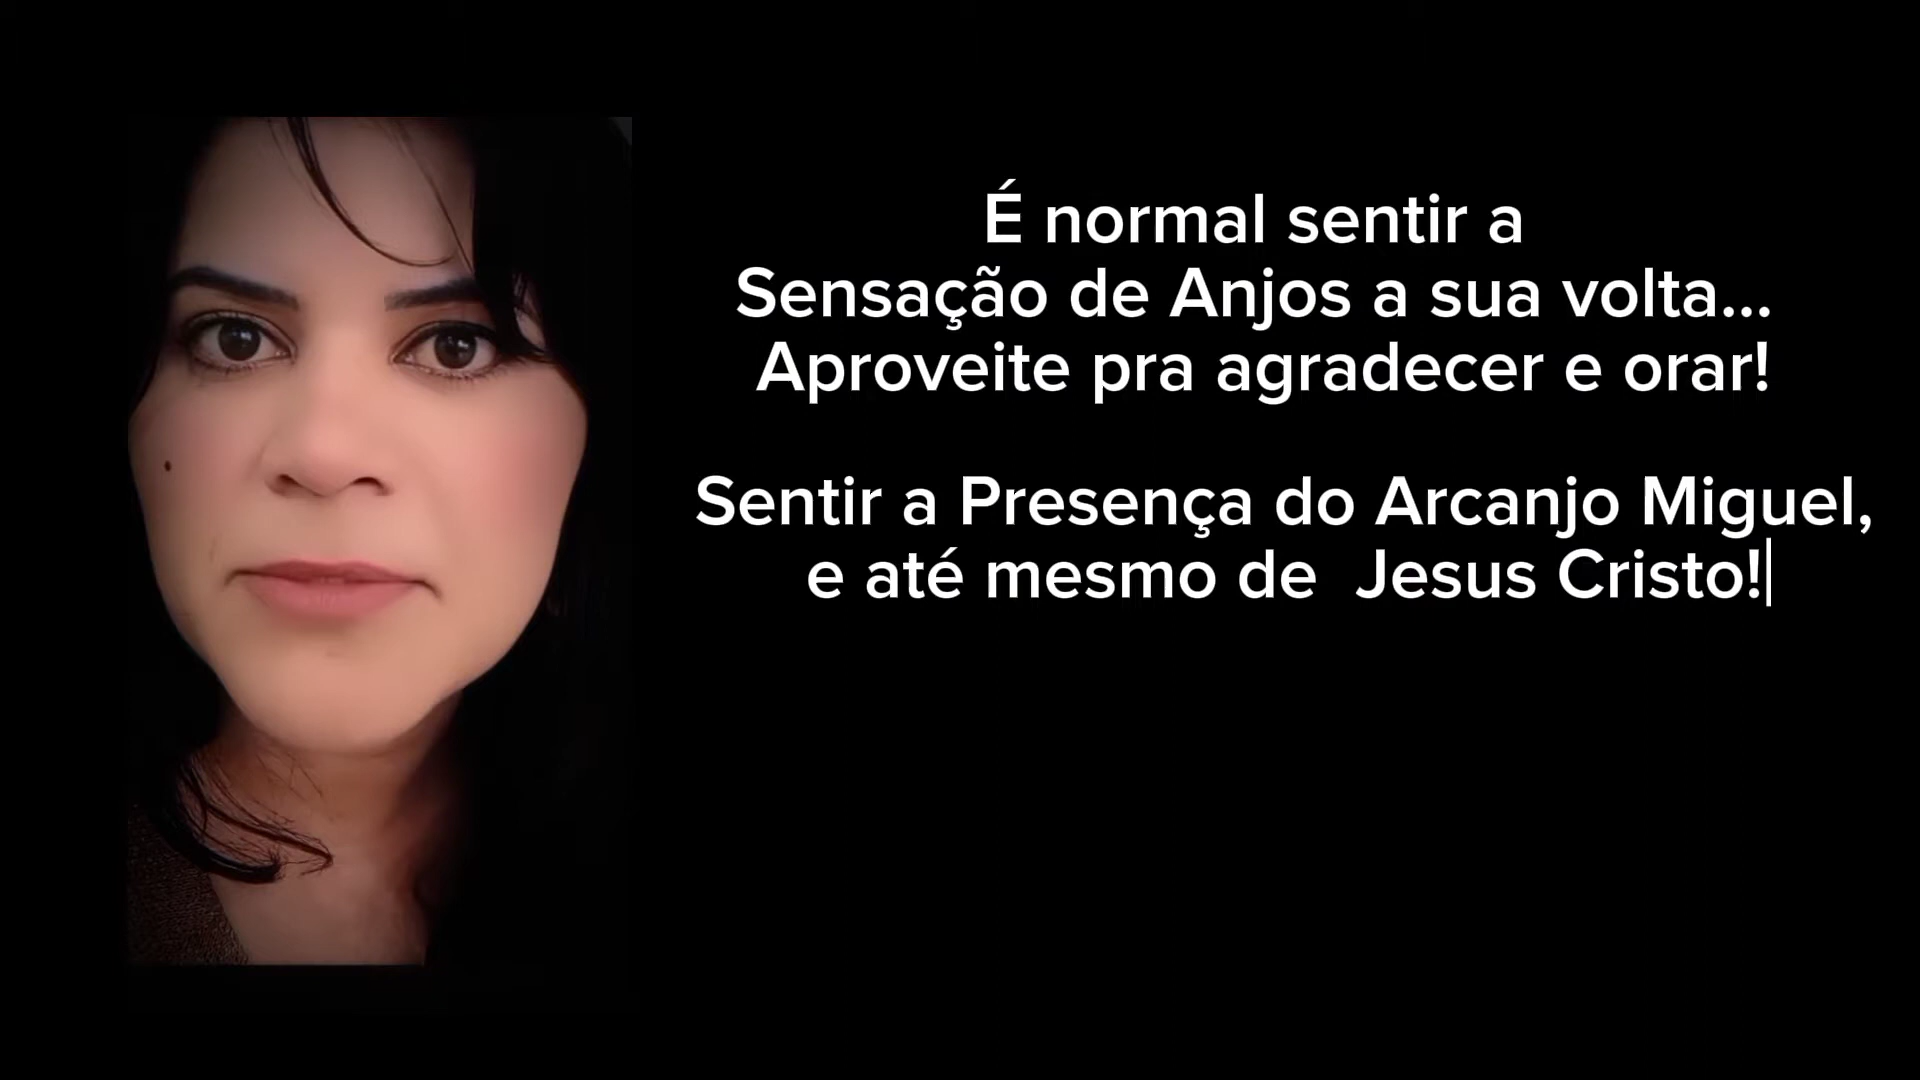 É normal sentir a
Sensação de Anjos a sua volta...
Aproveite pra agradecer e orar!
Sentir a Presença do Arcanjo Miguel,
e até mesmo de  Jesus Cristo!